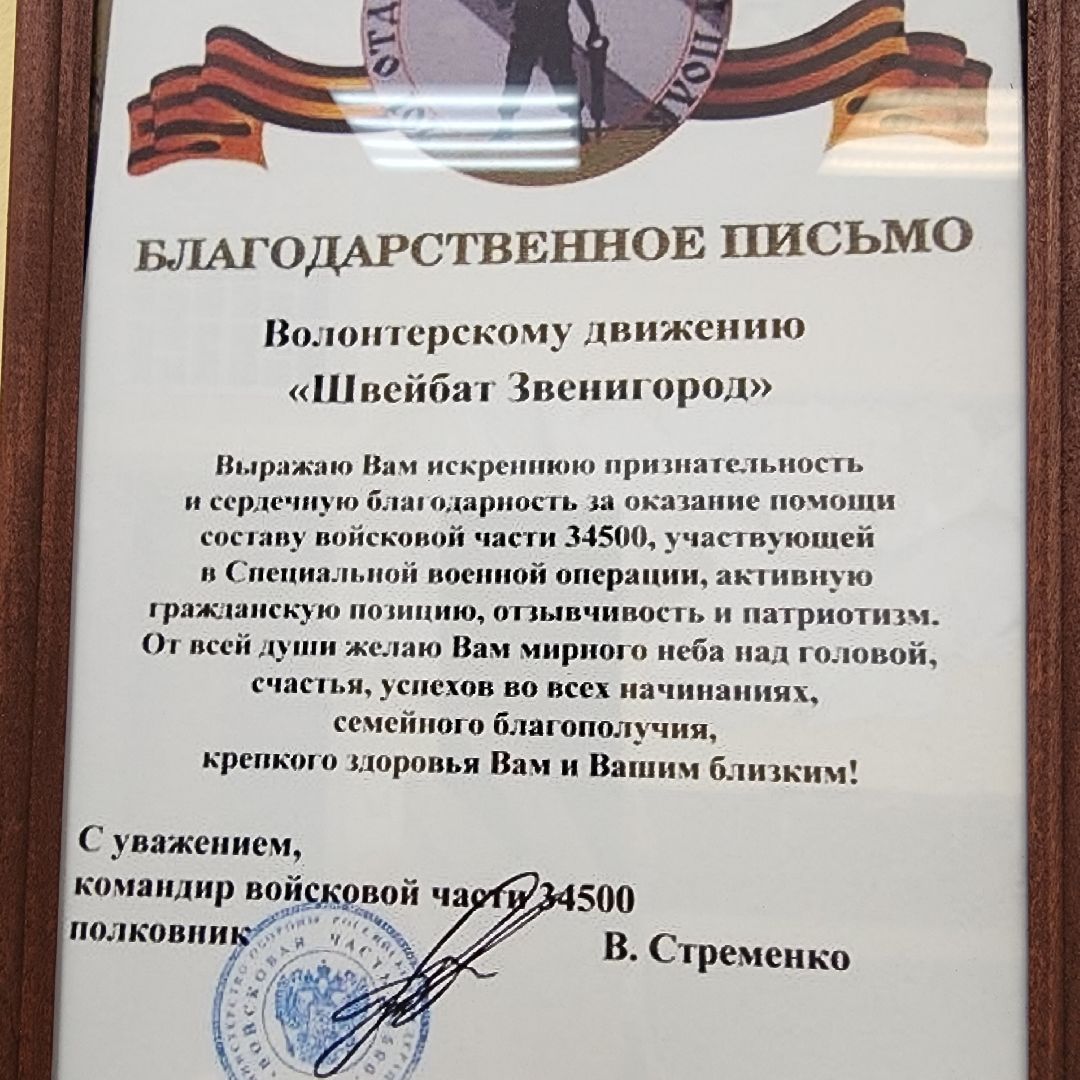 БЛАГОДАРСТВЕННОЕ ПИСЬМО
Волонтерскому движению
«Швейбат Звенигород»
Выражаю Вам искреннюю признательность
и сердечную благодарность за оказание помощи
составу войсковой части 34500, участвующей
в Специальной военной операции, активную
гражданскую позицию, отзывчивость и патриотизм.
От всей души желаю Вам мирного неба над головой,
счастья, успехов во всех начинаниях,
семейного благополучия,
крепкого здоровья Вам и Вашим близким!
С уважением,
командир войсковой части 34500
полковник
В. Стременко
ВОЙСКОВАЯ ЧАСТЬ